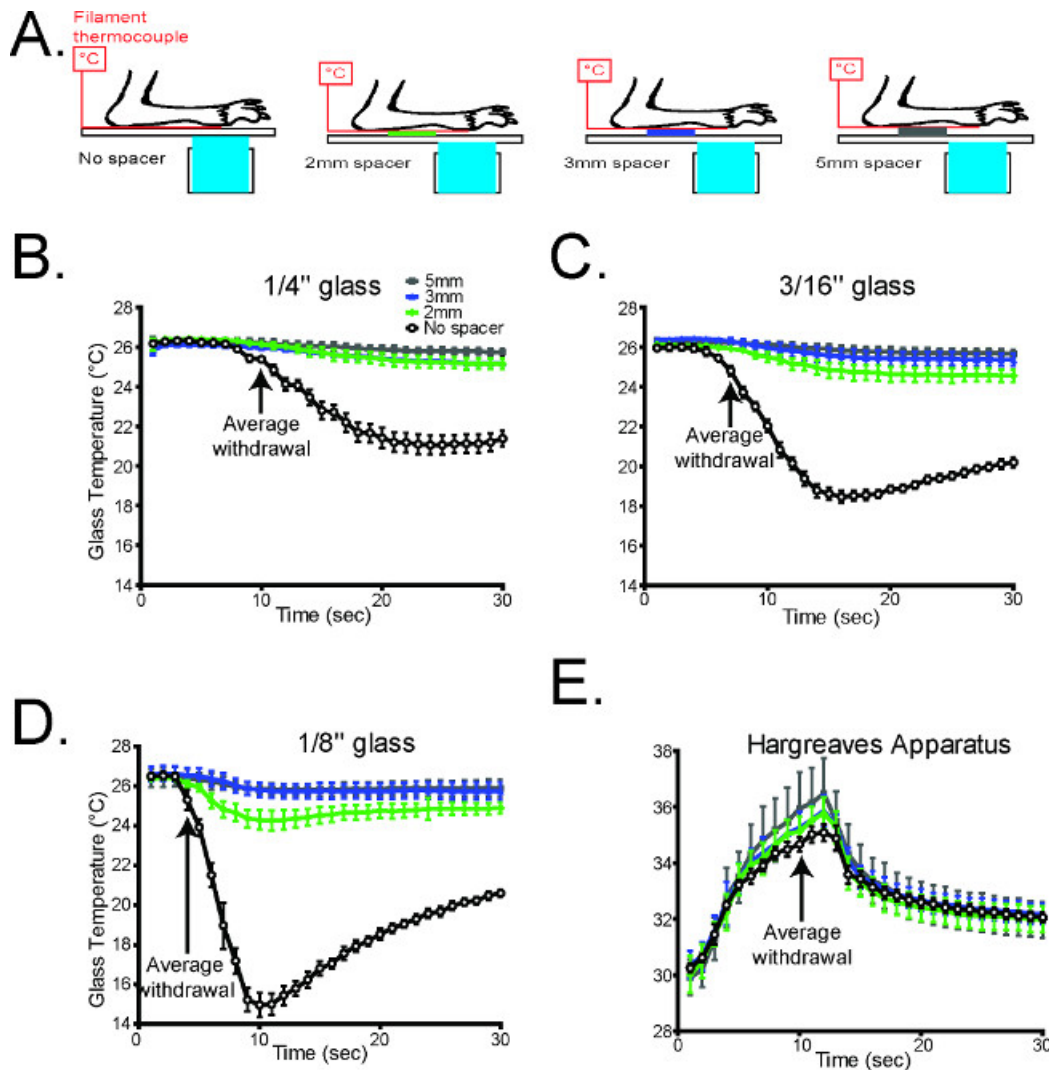 A.
Filament
thermocouple
°C
°C
°C
°C
No spacer
2mm spacer
3mm spacer
5mm spacer
B.
1/4" glass
5mm
3mm
2mm
No spacer
28
26
24
22
20
18
16
14
Glass Temperature (°C)
Average
withdrawal
0
10
20
30
Time (sec)
C.
3/16" glass
28
26
24
22
20
18
16
14
Average
withdrawal
0
10
20
30
Time (sec)
D.
1/8" glass
28
26
24
22
20
18
16
14
Glass Temperature (°C)
Average
withdrawal
0
10
20
30
Time (sec)
E.
Hargreaves Apparatus
38
36
34
32
30
28
Average
withdrawal
0
10
20
30
Time (sec)